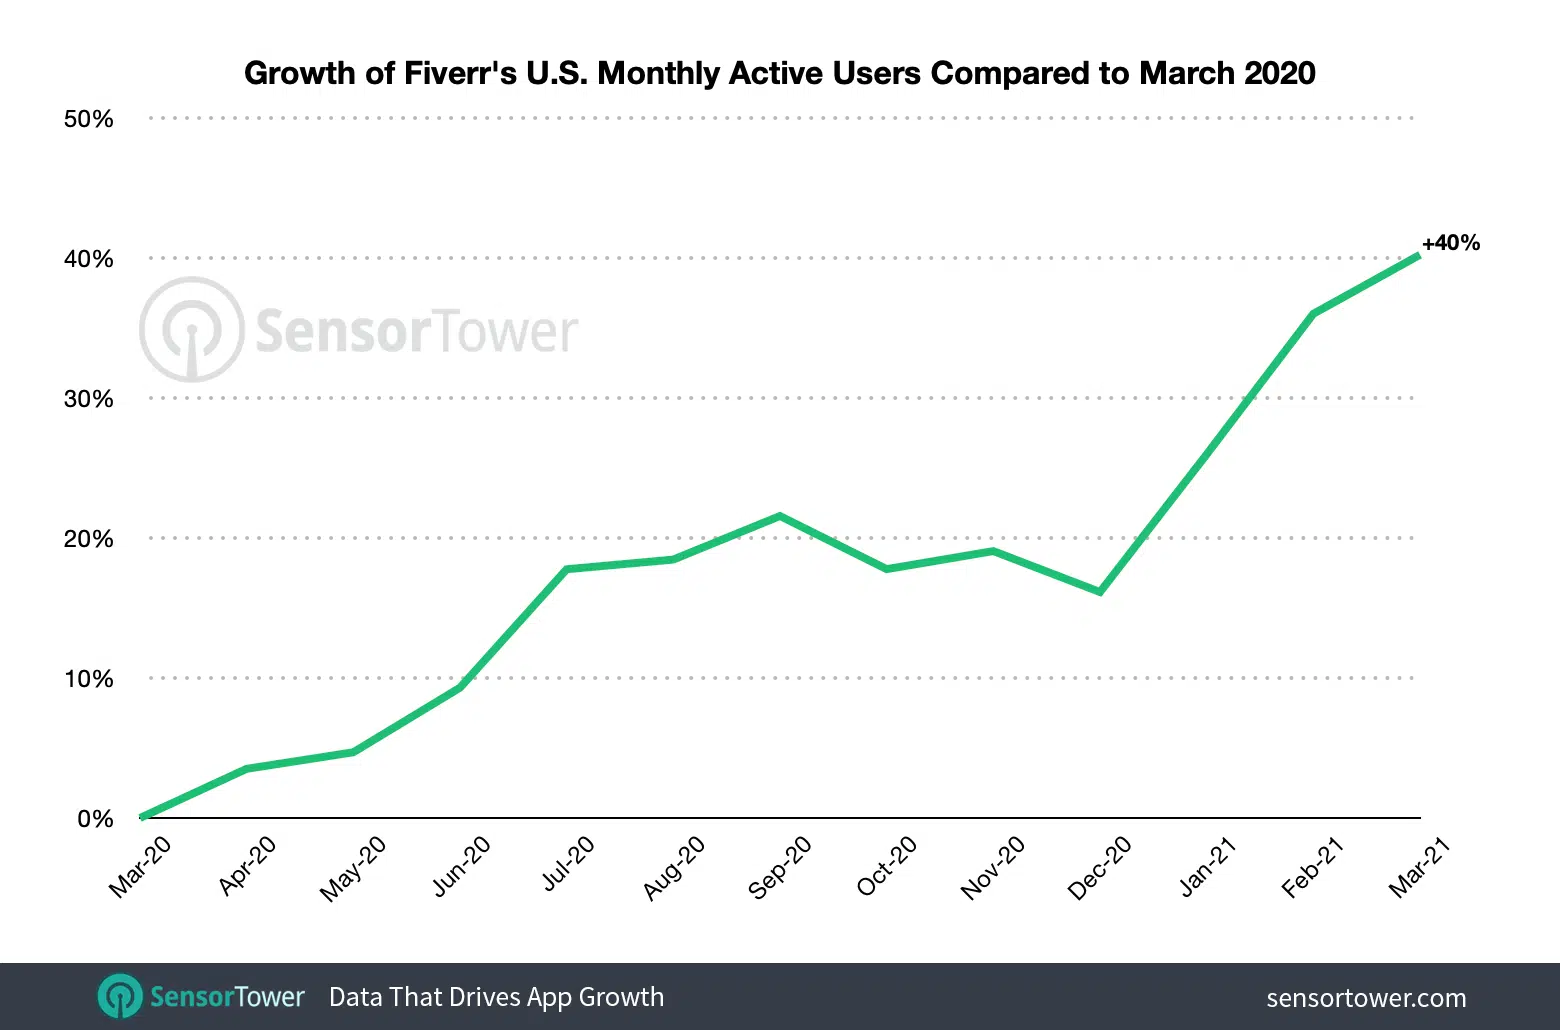 Growth of Fiverr's U.S. Monthly Active Users Compared to March 2020
50%
40%
+40%
SensorTower
30%
20%
10%
0%
Mar-20
Apr-20
May-20
Jun-20
Jul-20
Aug-20
Sep-20
Oct-20
Nov-20
Dec-20
Jan-21
Feb-21
Mar-21
SensorTower Data That Drives App Growth sensortower.com